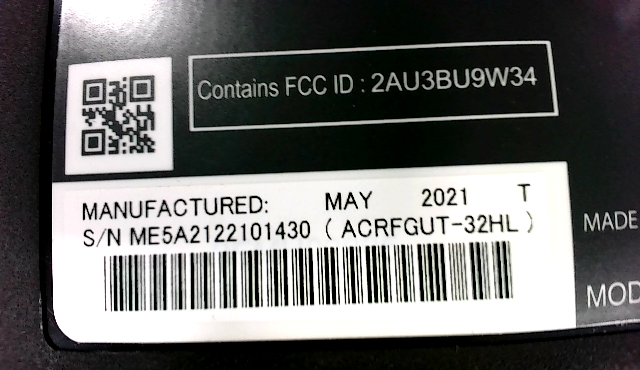 Contains FCC ID : 2AU3BU9W34
MANUFACTURED: MAY 2021 T
S/N ME5A2122101430 ( ACRFGUT-32HL )
MADE
MOD